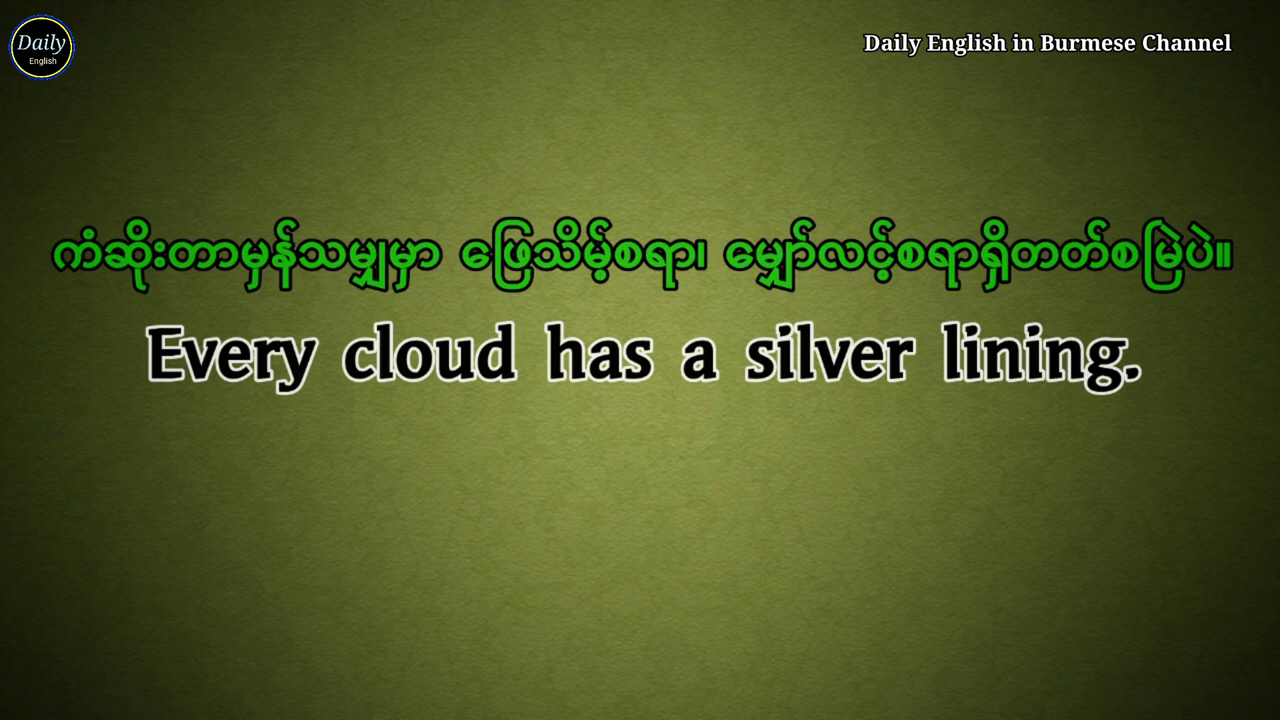 Daily
English
Daily English in Burmese Channel
ကံဆိုးတာမှန်သမျှမှာ ဖြေသိမ့်စရာ၊ မျှော်လင့်စရာရှိတတ်စမြဲပဲ။
Every cloud has a silver lining.